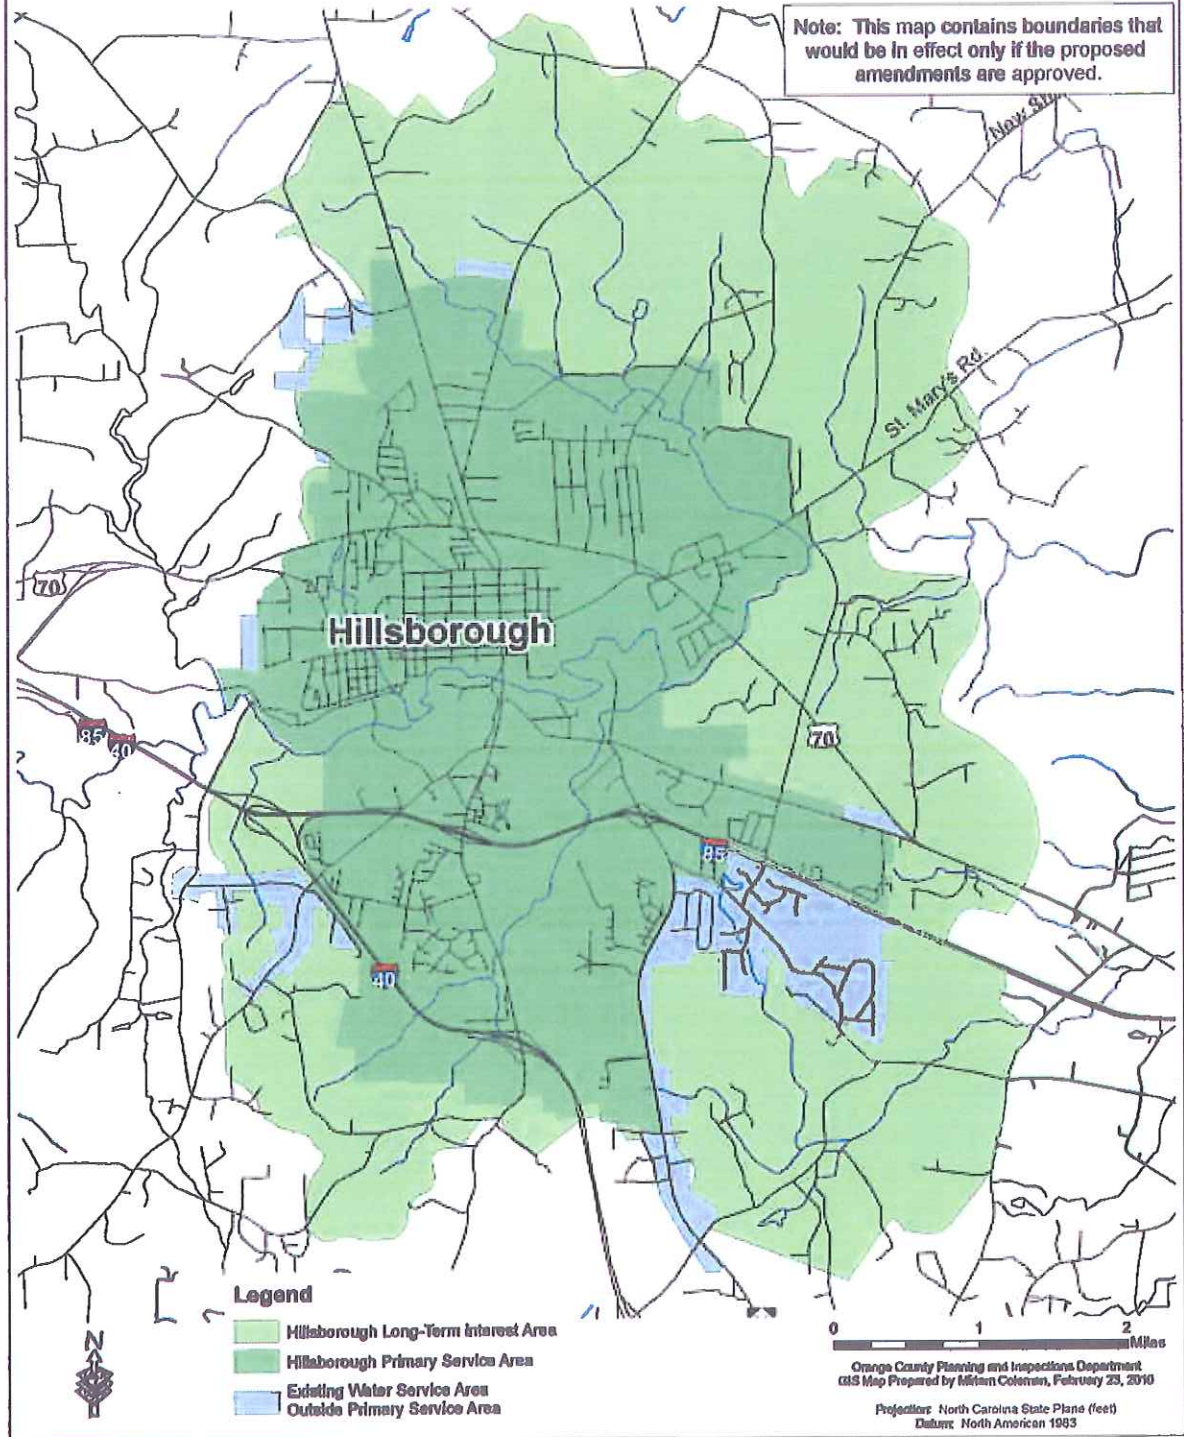 Note: This map contains boundaries that
would be in effect only if the proposed
amendments are approved.
St. Mary's Rd.
70
Hillsborough
85
40
70
85
40
Legend
Hillsborough Long-Term Interest Area
Hillsborough Primary Service Area
Existing Water Service Area
Outside Primary Service Area
N
0 1 2
Miles
Orange County Planning and Inspections Department
GIS Map Prepared by Miriam Coleman, February 23, 2010
Projection: North Carolina State Plane (feet)
Datum: North American 1983